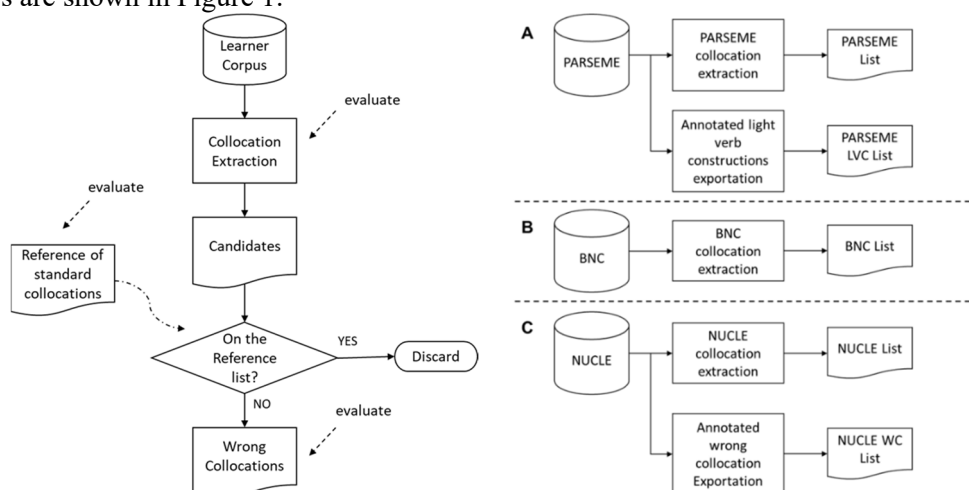 s are shown in Figure 1.
Learner
Corpus
evaluate
Collocation
Extraction
evaluate
Candidates
Reference of
standard
collocations
On the
Reference
list?
YES
Discard
NO
evaluate
Wrong
Collocations
A
PARSEME
PARSEME
collocation
extraction
PARSEME
List
Annotated light
verb
constructions
exportation
PARSEME
LVC List
B
BNC
BNC
collocation
extraction
BNC List
C
NUCLE
NUCLE
collocation
extraction
NUCLE List
Annotated
wrong
collocation
Exportation
NUCLE WC
List